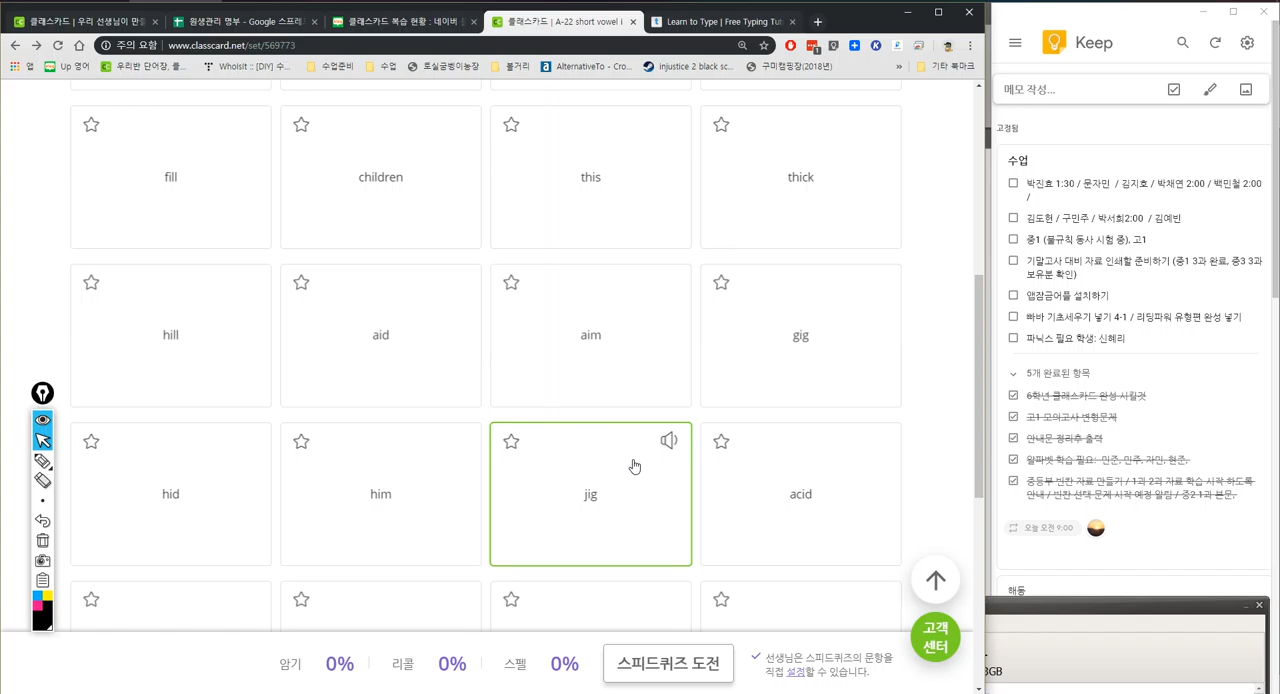 클래스카드 | 우리 선생님이 만들
원생관리 명부 - Google 스프레
클래스카드 복습 현황 : 네이버
클래스카드 | A-22 short vowel i
Learn to Type | Free Typing Tut
주의 요함 | www.classcard.net/set/569773
앱
Up 영어
우리반 단어장, 클...
수업준비
수업
WhoisIt :: [DIY] 수...
토실굼벵이농장
볼거리
AlternativeTo - Cro...
injustice 2 black sc...
구미캠핑장(2018년)
기타 북마크
fill
children
this
thick
hill
aid
aim
gig
hid
him
jig
acid
고객
센터
암기 0%
리콜 0%
스펠 0%
스피드퀴즈 도전
선생님은 스피드퀴즈의 문항을
직접 설정할 수 있습니다.
Keep
메모 작성...
고정됨
수업
박진효 1:30 / 문자민 / 김지호 / 박채연 2:00 / 백민철 2:00
/
김도현 / 구민주 / 박서희2:00 / 김예빈
중1 (불규칙 동사 시험 중), 고1
기말고사 대비 자료 인쇄할 준비하기 (중1 3과 완료, 중3 3과
보유분 확인)
앱잠금어플 설치하기
빠바 기초세우기 넣기 4-1 / 리딩파워 유형편 완성 넣기
파닉스 필요 학생: 신혜리
5개 완료된 항목
6학년 클래스카드 완성 시킬것
고1 모의고사 변형문제
안내문 정리후 출력
알파벳 학습 필요: 민준, 민주, 자민, 현준,
중등부 빈칸 자료 만들기 / 1과 2과 자료 학습 시작 하도록
안내 / 빈칸 선택 문제 시작 예정 알림 / 중2 1과 본문,
오늘 오전 9:00
해동